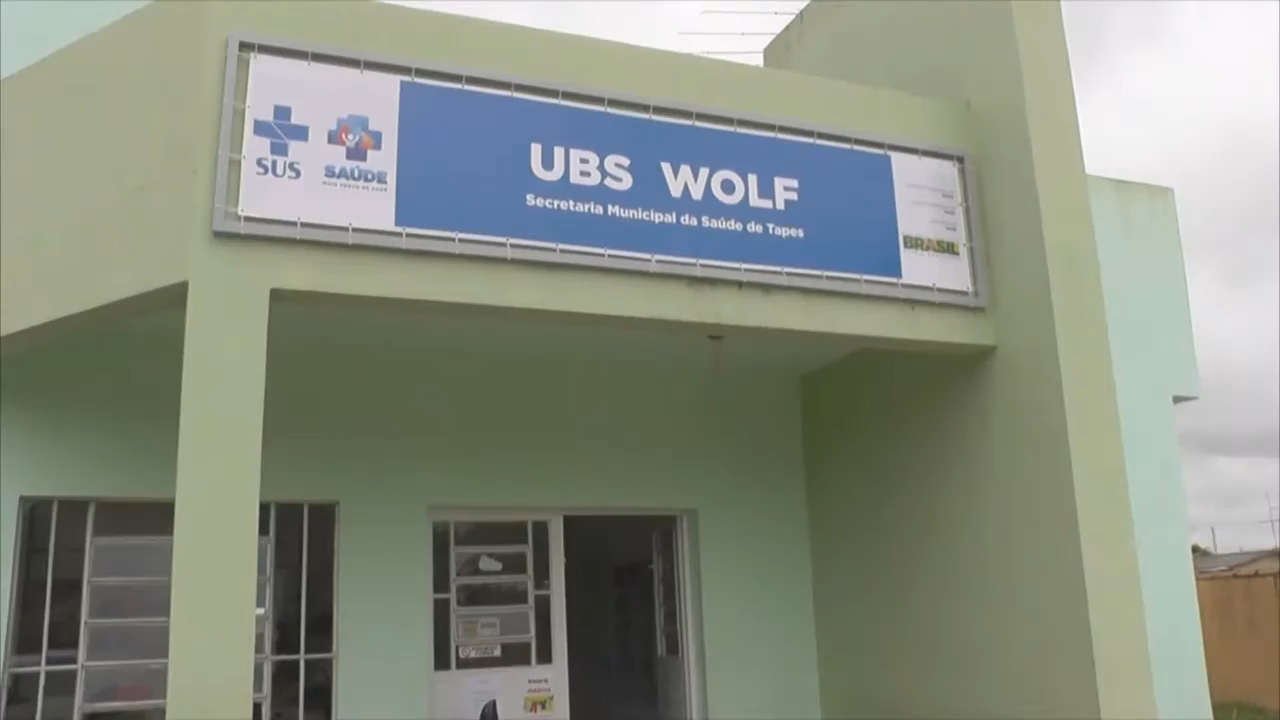 SUS
SAÚDE
UBS WOLF
Secretaria Municipal da Saúde de Tapes
BRASIL